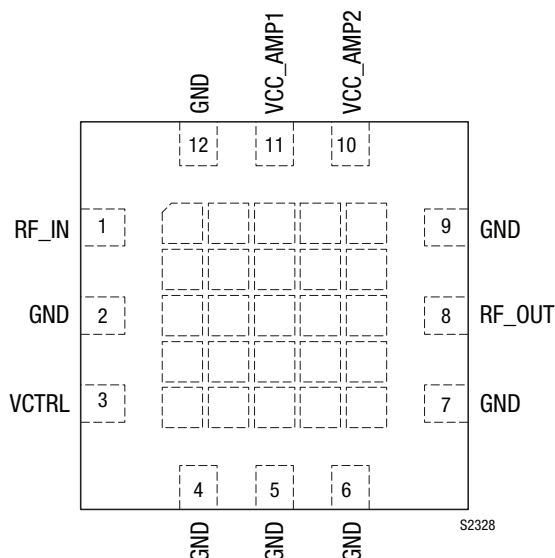 GND
VCC_AMP1
VCC_AMP2
12
11
10
RF_IN
1
9
GND
GND
2
8
RF_OUT
VCTRL
3
7
GND
4
5
6
GND
GND
GND
S2328